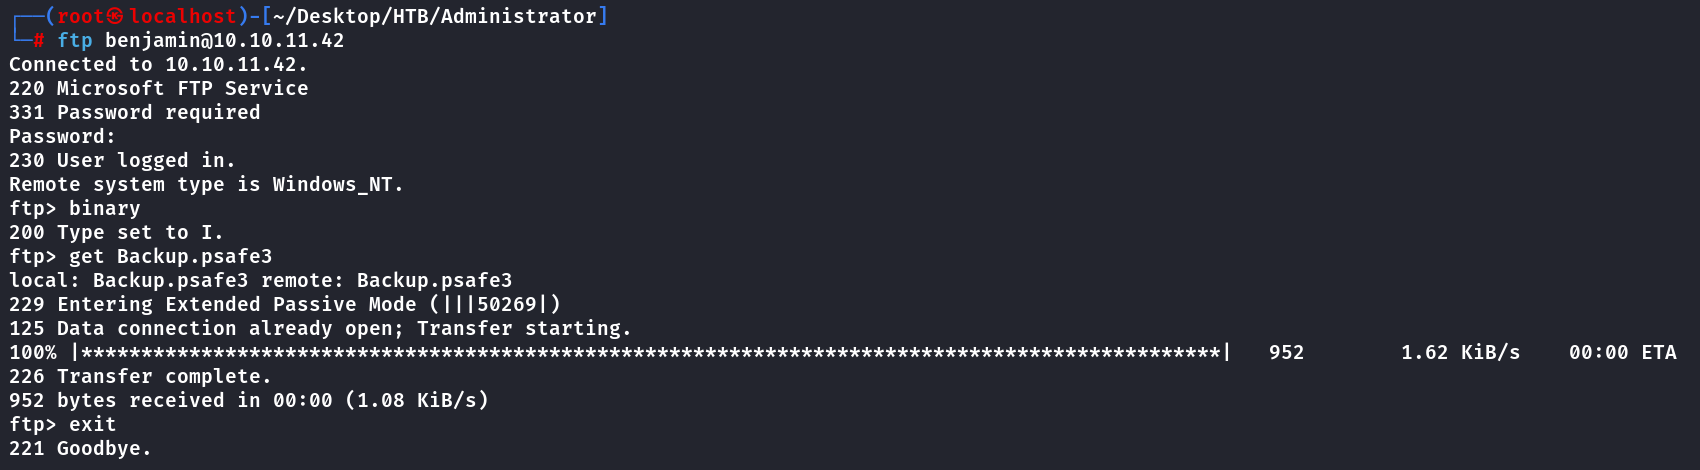 ┌──(root㉿localhost)-[~/Desktop/HTB/Administrator]
└─# ftp benjamin@10.10.11.42
Connected to 10.10.11.42.
220 Microsoft FTP Service
331 Password required
Password:
230 User logged in.
Remote system type is Windows_NT.
ftp> binary
200 Type set to I.
ftp> get Backup.psafe3
local: Backup.psafe3 remote: Backup.psafe3
229 Entering Extended Passive Mode (|||50269|)
125 Data connection already open; Transfer starting.
100% |***********************************************************************************************|   952        1.62 KiB/s    00:00 ETA
226 Transfer complete.
952 bytes received in 00:00 (1.08 KiB/s)
ftp> exit
221 Goodbye.